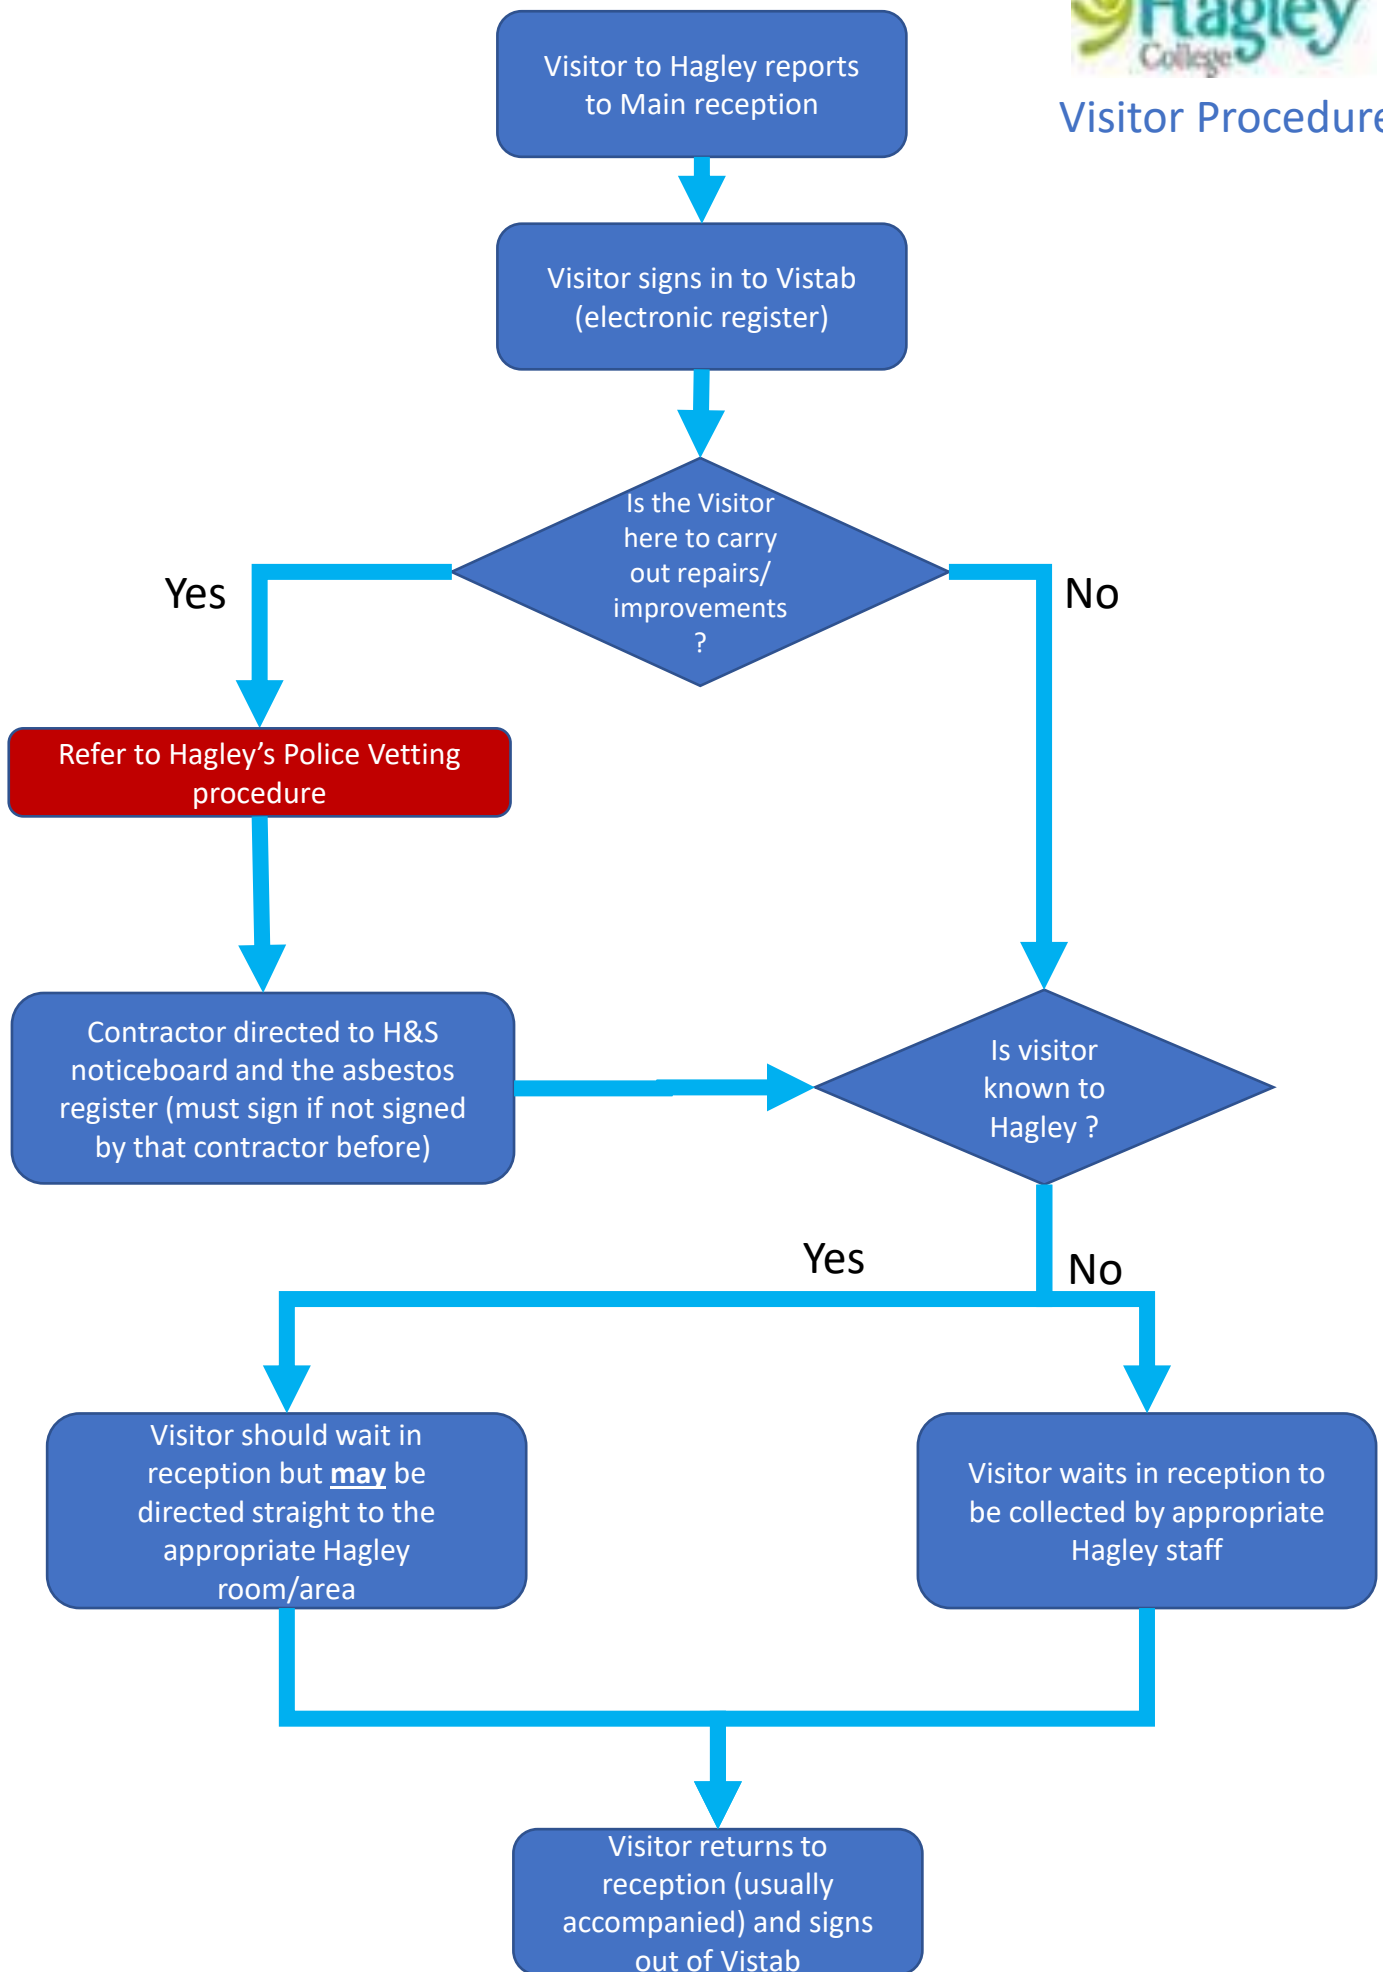 Hagley
College
Visitor Procedure
Visitor to Hagley reports
to Main reception
Visitor signs in to Vistab
(electronic register)
Is the Visitor
here to carry
out repairs/
improvements
?
Yes
No
Refer to Hagley’s Police Vetting
procedure
Contractor directed to H&S
noticeboard and the asbestos
register (must sign if not signed
by that contractor before)
Is visitor
known to
Hagley ?
Yes
No
Visitor should wait in
reception but may be
directed straight to the
appropriate Hagley
room/area
Visitor waits in reception to
be collected by appropriate
Hagley staff
Visitor returns to
reception (usually
accompanied) and signs
out of Vistab